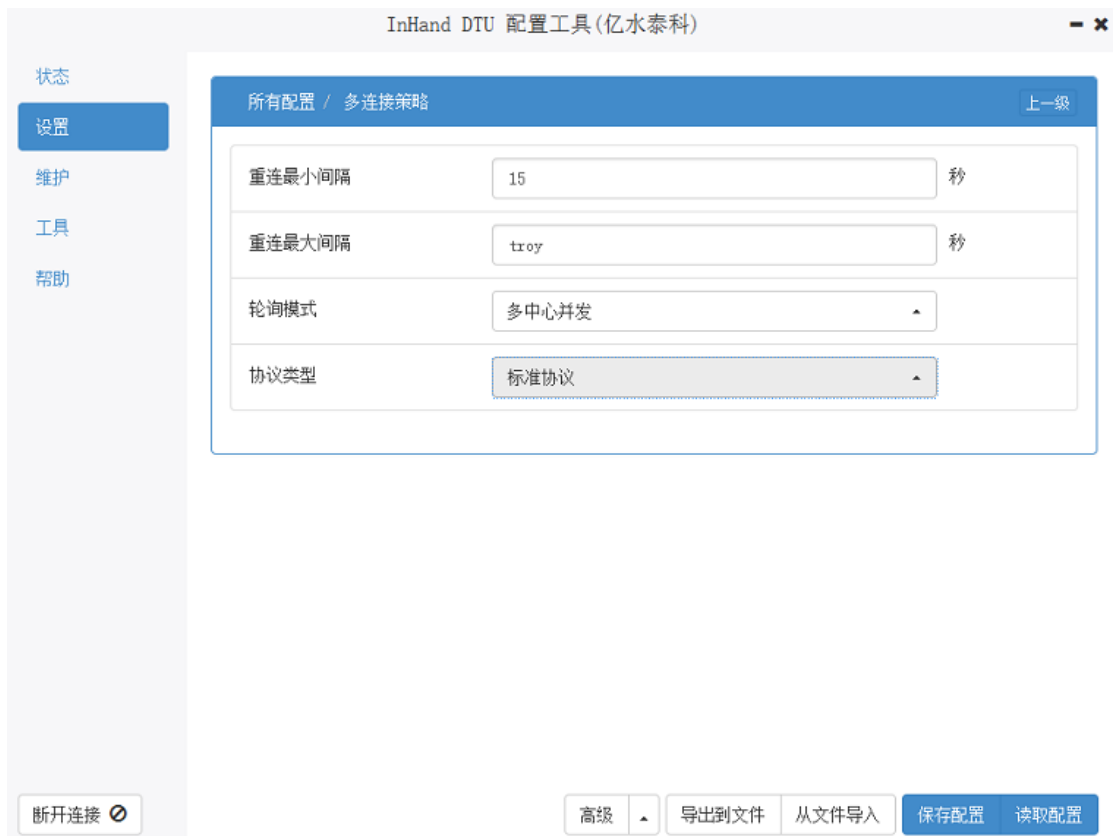 InHand DTU 配置工具(亿水泰科)
状态
设置
维护
工具
帮助
所有配置 / 多连接策略 上一级
重连最小间隔 15 秒
重连最大间隔 troy 秒
轮询模式 多中心并发
协议类型 标准协议
断开连接 高级 导出到文件 从文件导入 保存配置 读取配置